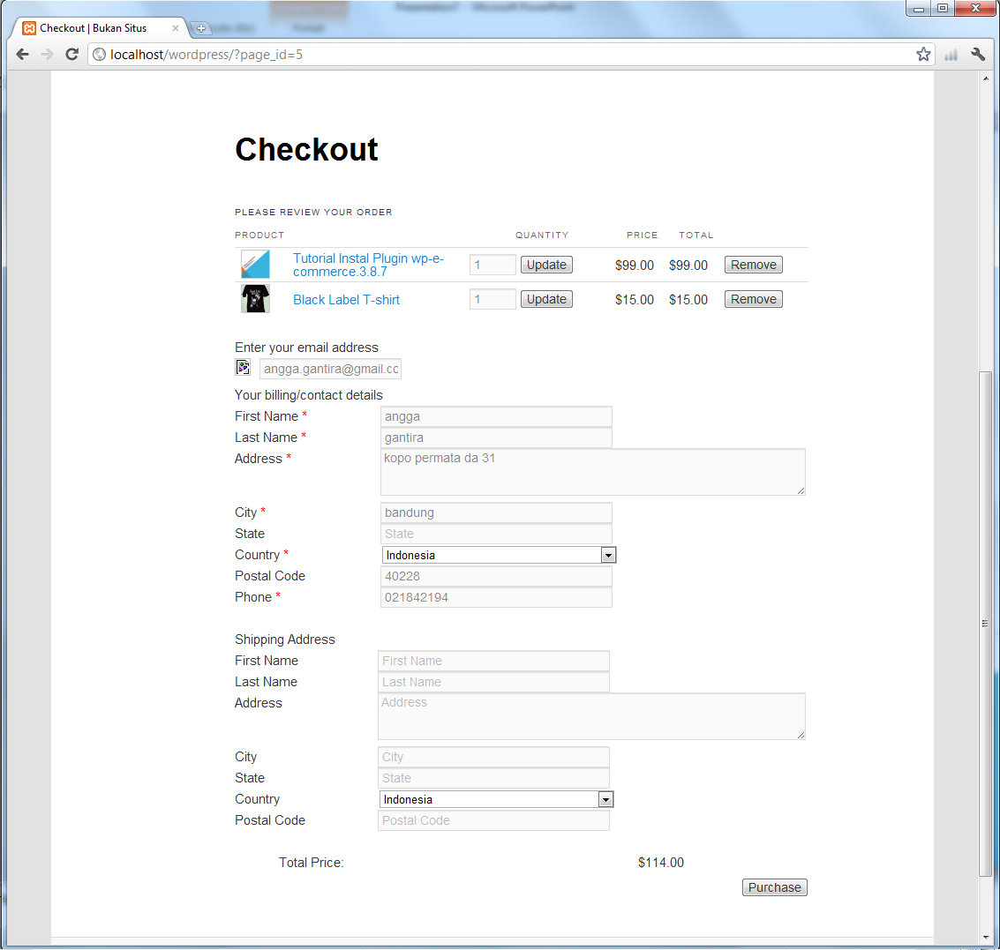 Presentation7 - Microsoft PowerPoint
Checkout | Bukan Situs
localhost/wordpress/?page_id=5
Checkout
PLEASE REVIEW YOUR ORDER
PRODUCT QUANTITY PRICE TOTAL
Tutorial Instal Plugin wp-e-
commerce.3.8.7 1 Update $99.00 $99.00 Remove
Black Label T-shirt 1 Update $15.00 $15.00 Remove
Enter your email address
angga.gantira@gmail.cc
Your billing/contact details
First Name * angga
Last Name * gantira
Address * kopo permata da 31
City * bandung
State State
Country * Indonesia
Postal Code 40228
Phone * 021842194
Shipping Address
First Name First Name
Last Name Last Name
Address Address
City City
State State
Country Indonesia
Postal Code Postal Code
Total Price: $114.00
Purchase